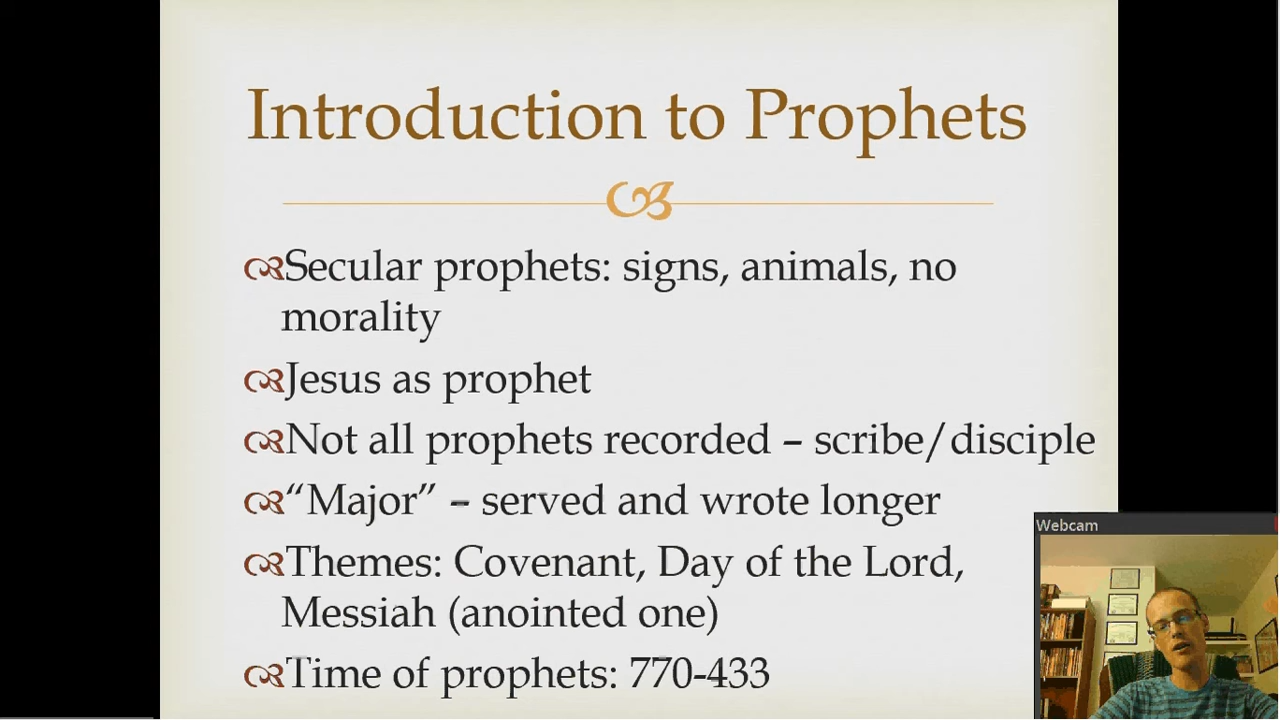 Introduction to Prophets
Secular prophets: signs, animals, no
morality
Jesus as prophet
Not all prophets recorded – scribe/disciple
“Major” – served and wrote longer
Themes: Covenant, Day of the Lord,
Messiah (anointed one)
Time of prophets: 770-433
Webcam